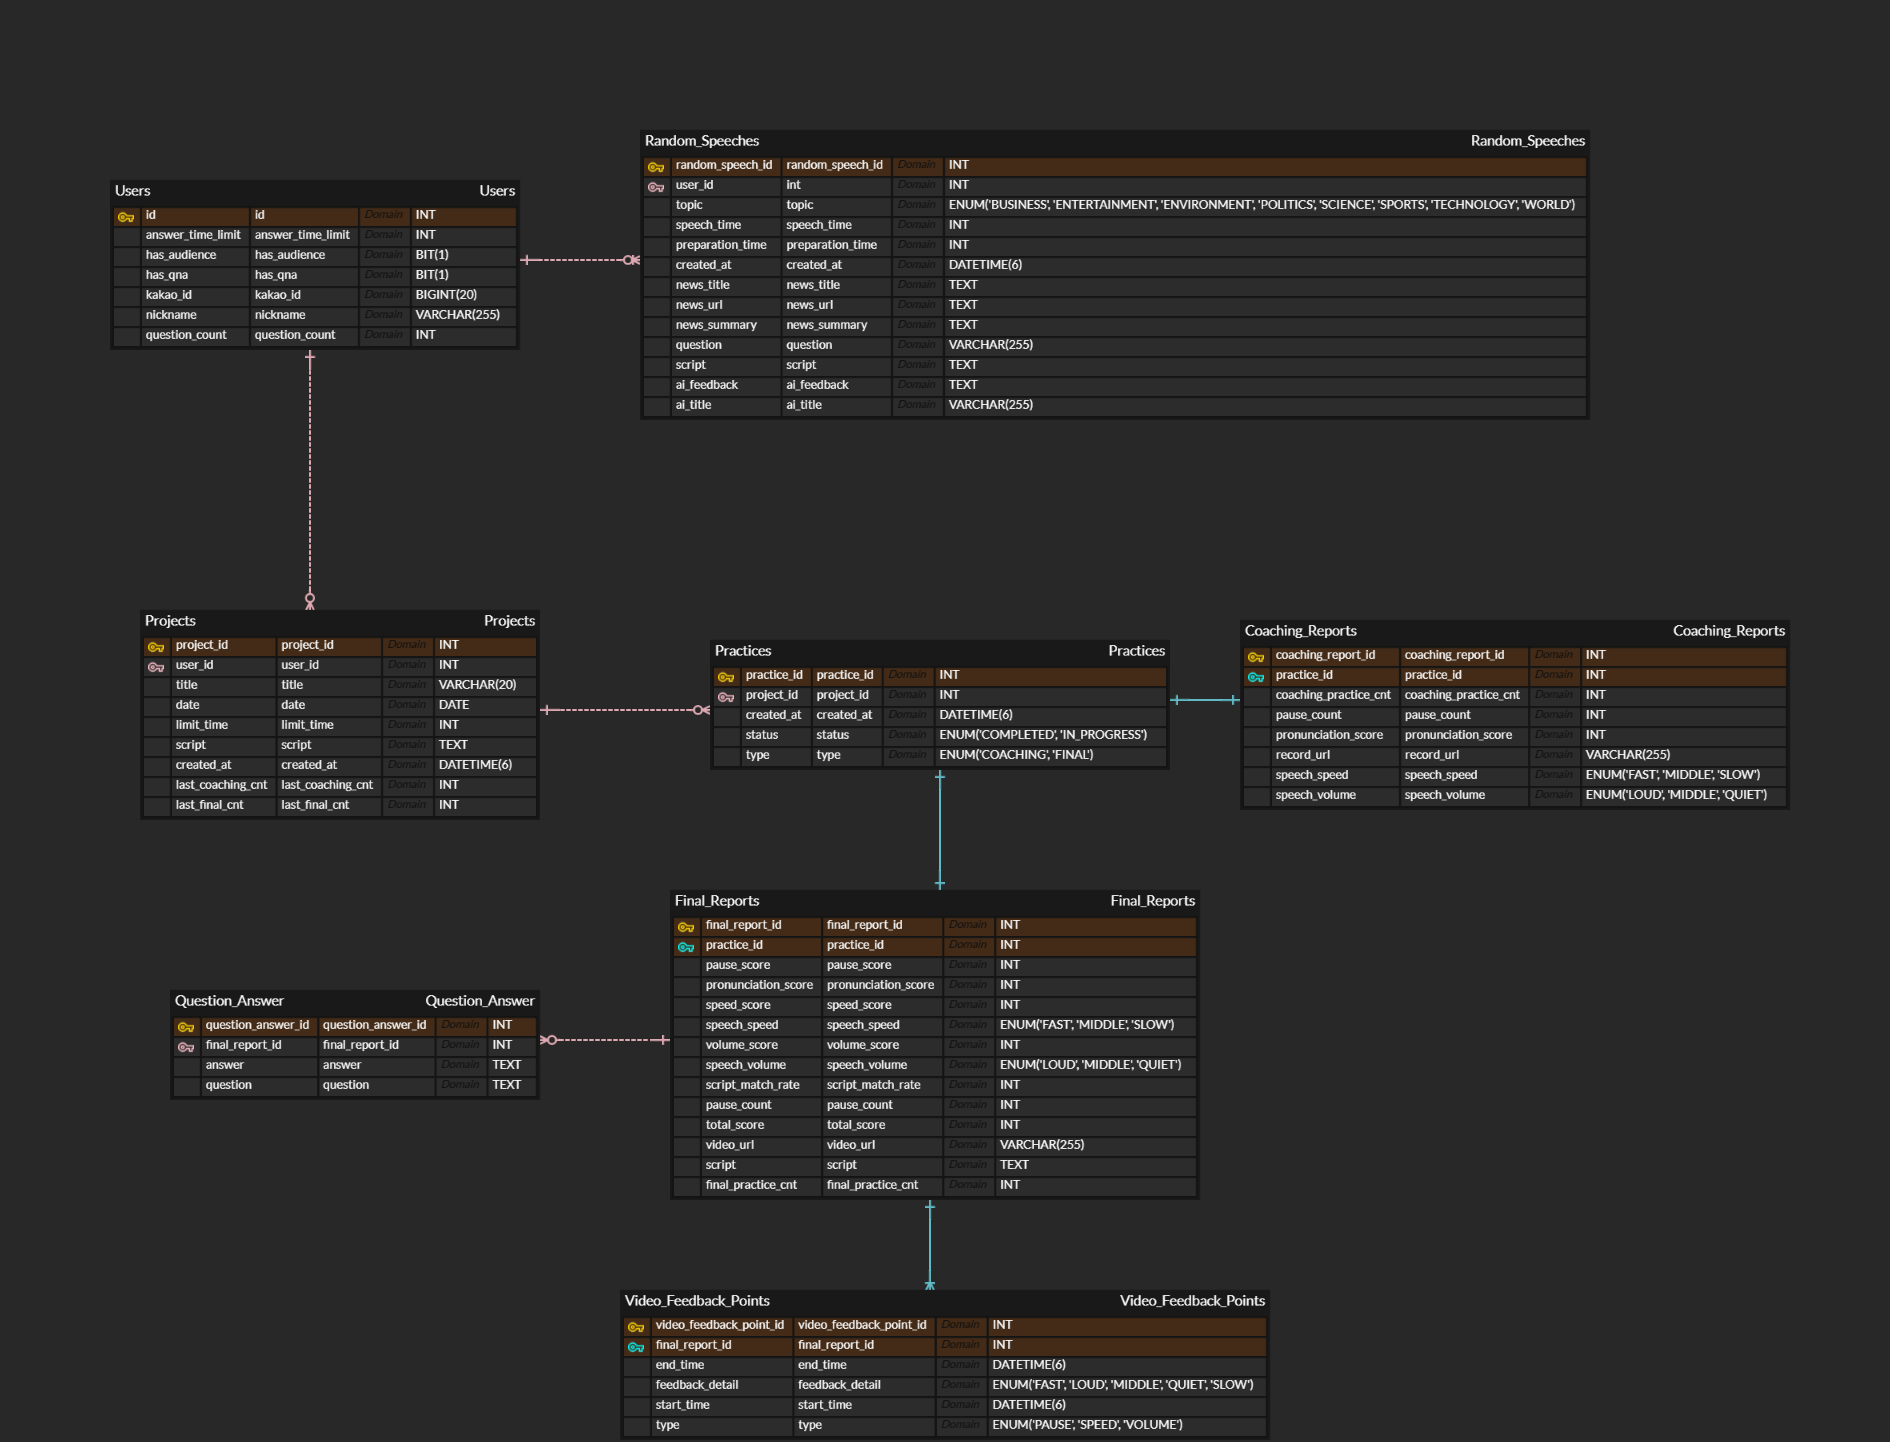 Random_Speeches Random_Speeches
random_speech_id random_speech_id Domain INT
user_id int Domain INT
topic topic Domain ENUM('BUSINESS', 'ENTERTAINMENT', 'ENVIRONMENT', 'POLITICS', 'SCIENCE', 'SPORTS', 'TECHNOLOGY', 'WORLD')
speech_time speech_time Domain INT
preparation_time preparation_time Domain INT
created_at created_at Domain DATETIME(6)
news_title news_title Domain TEXT
news_url news_url Domain TEXT
news_summary news_summary Domain TEXT
question question Domain VARCHAR(255)
script script Domain TEXT
ai_feedback ai_feedback Domain TEXT
ai_title ai_title Domain VARCHAR(255)
Users Users
id id Domain INT
answer_time_limit answer_time_limit Domain INT
has_audience has_audience Domain BIT(1)
has_qna has_qna Domain BIT(1)
kakao_id kakao_id Domain BIGINT(20)
nickname nickname Domain VARCHAR(255)
question_count question_count Domain INT
Projects Projects
project_id project_id Domain INT
user_id user_id Domain INT
title title Domain VARCHAR(20)
date date Domain DATE
limit_time limit_time Domain INT
script script Domain TEXT
created_at created_at Domain DATETIME(6)
last_coaching_cnt last_coaching_cnt Domain INT
last_final_cnt last_final_cnt Domain INT
Practices Practices
practice_id practice_id Domain INT
project_id project_id Domain INT
created_at created_at Domain DATETIME(6)
status status Domain ENUM('COMPLETED', 'IN_PROGRESS')
type type Domain ENUM('COACHING', 'FINAL')
Coaching_Reports Coaching_Reports
coaching_report_id coaching_report_id Domain INT
practice_id practice_id Domain INT
coaching_practice_cnt coaching_practice_cnt Domain INT
pause_count pause_count Domain INT
pronunciation_score pronunciation_score Domain INT
record_url record_url Domain VARCHAR(255)
speech_speed speech_speed Domain ENUM('FAST', 'MIDDLE', 'SLOW')
speech_volume speech_volume Domain ENUM('LOUD', 'MIDDLE', 'QUIET')
Final_Reports Final_Reports
final_report_id final_report_id Domain INT
practice_id practice_id Domain INT
pause_score pause_score Domain INT
pronunciation_score pronunciation_score Domain INT
speed_score speed_score Domain INT
speech_speed speech_speed Domain ENUM('FAST', 'MIDDLE', 'SLOW')
volume_score volume_score Domain INT
speech_volume speech_volume Domain ENUM('LOUD', 'MIDDLE', 'QUIET')
script_match_rate script_match_rate Domain INT
pause_count pause_count Domain INT
total_score total_score Domain INT
video_url video_url Domain VARCHAR(255)
script script Domain TEXT
final_practice_cnt final_practice_cnt Domain INT
Question_Answer Question_Answer
question_answer_id question_answer_id Domain INT
final_report_id final_report_id Domain INT
answer answer Domain TEXT
question question Domain TEXT
Video_Feedback_Points Video_Feedback_Points
video_feedback_point_id video_feedback_point_id Domain INT
final_report_id final_report_id Domain INT
end_time end_time Domain DATETIME(6)
feedback_detail feedback_detail Domain ENUM('FAST', 'LOUD', 'MIDDLE', 'QUIET', 'SLOW')
start_time start_time Domain DATETIME(6)
type type Domain ENUM('PAUSE', 'SPEED', 'VOLUME')